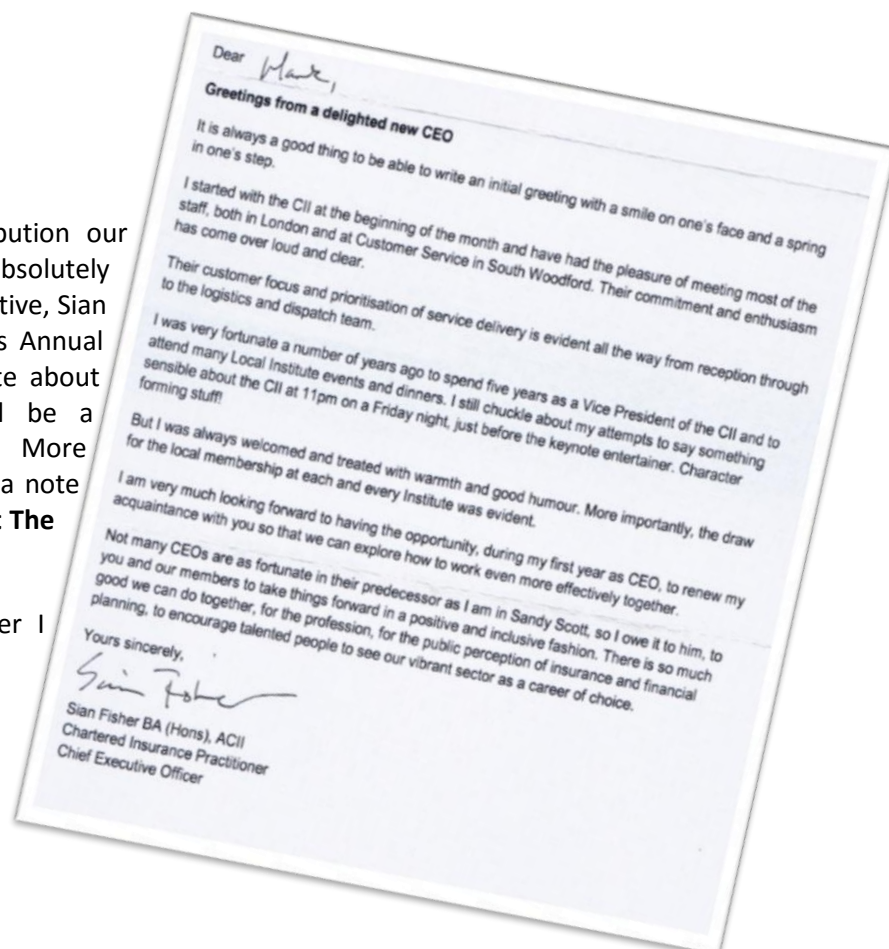 bution our
bsolutely
tive, Sian
s Annual
te about
l be a
More
a note
: The
er I
Dear Mark,
Greetings from a delighted new CEO
It is always a good thing to be able to write an initial greeting with a smile on one's face and a spring
in one's step.
I started with the CII at the beginning of the month and have had the pleasure of meeting most of the
staff, both in London and at Customer Service in South Woodford. Their commitment and enthusiasm
has come over loud and clear.
Their customer focus and prioritisation of service delivery is evident all the way from reception through
to the logistics and dispatch team.
I was very fortunate a number of years ago to spend five years as a Vice President of the CII and to
attend many Local Institute events and dinners. I still chuckle about my attempts to say something
sensible about the CII at 11pm on a Friday night, just before the keynote entertainer. Character
forming stuff!
But I was always welcomed and treated with warmth and good humour. More importantly, the draw
for the local membership at each and every Institute was evident.
I am very much looking forward to having the opportunity, during my first year as CEO, to renew my
acquaintance with you so that we can explore how to work even more effectively together.
Not many CEOs are as fortunate in their predecessor as I am in Sandy Scott, so I owe it to him, to
you and our members to take things forward in a positive and inclusive fashion. There is so much
good we can do together, for the profession, for the public perception of insurance and financial
planning, to encourage talented people to see our vibrant sector as a career of choice.
Yours sincerely,
Sian Fisher
Sian Fisher BA (Hons), ACII
Chartered Insurance Practitioner
Chief Executive Officer